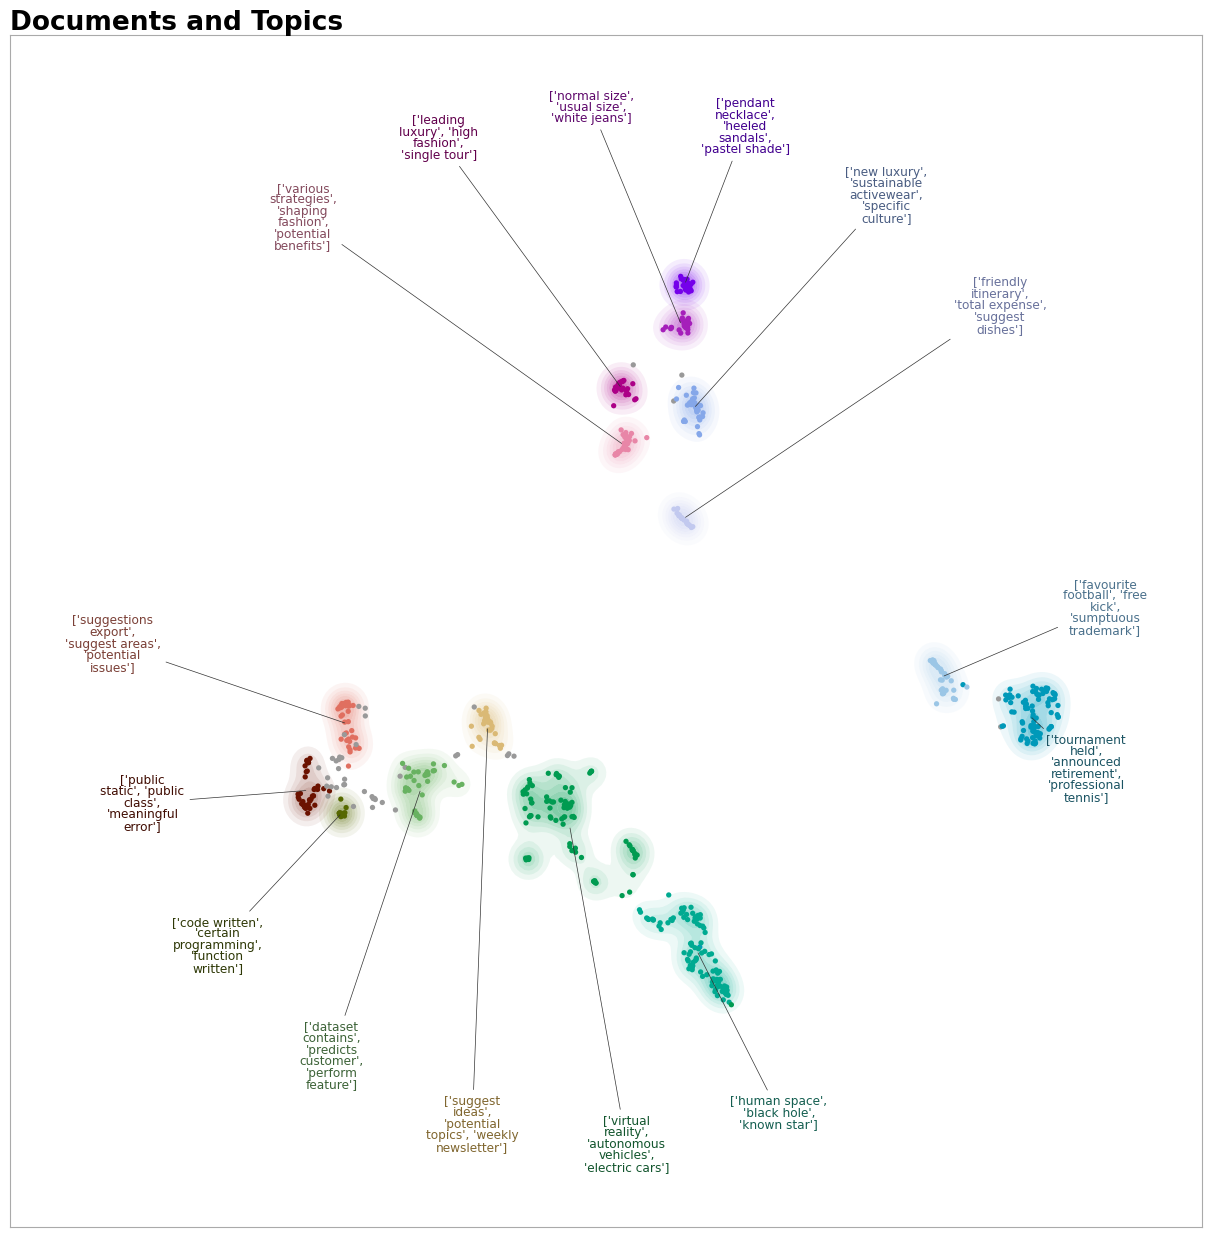 Documents and Topics
['normal size',
'usual size',
'white jeans']
['pendant
necklace',
'heeled
sandals',
'pastel shade']
['leading
luxury', 'high
fashion',
'single tour']
['new luxury',
'sustainable
activewear',
'specific
culture']
['various
strategies',
'shaping
fashion',
'potential
benefits']
['friendly
itinerary',
'total expense',
'suggest
dishes']
['favourite
football', 'free
kick',
'sumptuous
trademark']
['suggestions
export',
'suggest areas',
'potential
issues']
['tournament
held',
'announced
retirement',
'professional
tennis']
['public
static', 'public
class',
'meaningful
error']
['code written',
'certain
programming',
'function
written']
['dataset
contains',
'predicts
customer',
'perform
feature']
['suggest
ideas',
'potential
topics', 'weekly
newsletter']
['virtual
reality',
'autonomous
vehicles',
'electric cars']
['human space',
'black hole',
'known star']